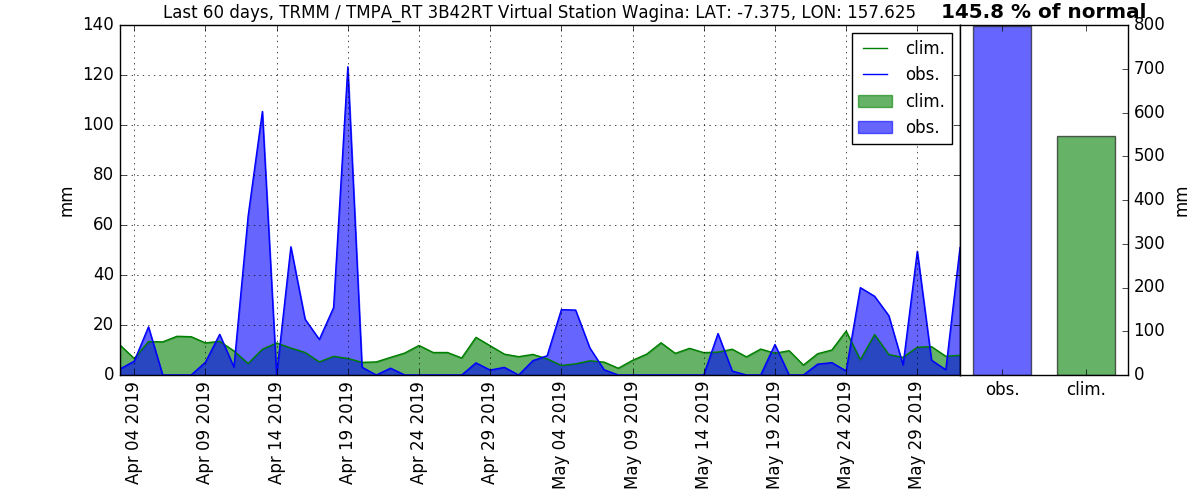 Last 60 days, TRMM / TMPA_RT 3B42RT Virtual Station Wagina: LAT: -7.375, LON: 157.625
145.8 % of normal
140
120
100
80
60
40
20
0
mm
clim.
obs.
clim.
obs.
Apr 04 2019
Apr 09 2019
Apr 14 2019
Apr 19 2019
Apr 24 2019
Apr 29 2019
May 04 2019
May 09 2019
May 14 2019
May 19 2019
May 24 2019
May 29 2019
800
700
600
500
400
300
200
100
0
mm
obs.
clim.